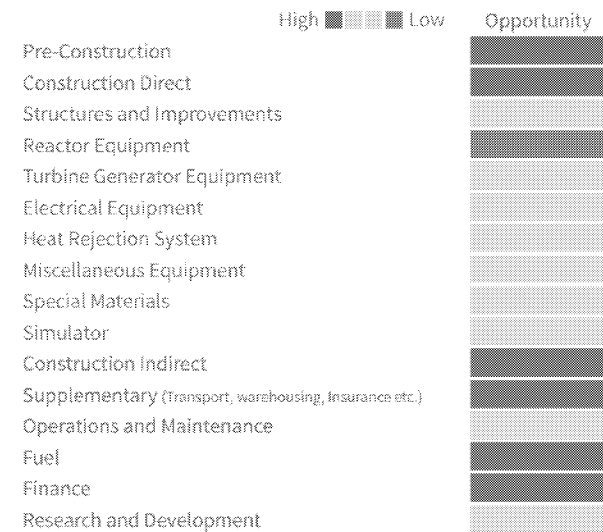 High Low Opportunity
Pre-Construction
Construction Direct
Structures and Improvements
Reactor Equipment
Turbine Generator Equipment
Electrical Equipment
Heat Rejection System
Miscellaneous Equipment
Special Materials
Simulator
Construction Indirect
Supplementary (Transport, warehousing, Insurance etc.)
Operations and Maintenance
Fuel
Finance
Research and Development